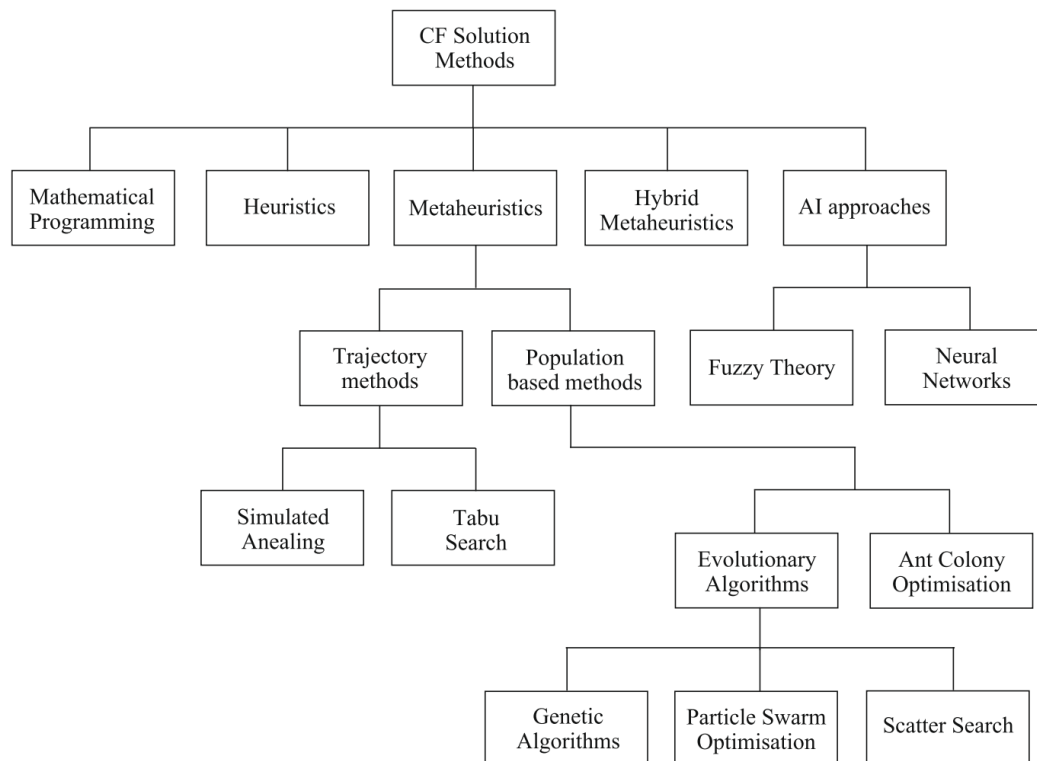 CF Solution
Methods
Mathematical
Programming
Heuristics
Metaheuristics
Hybrid
Metaheuristics
AI approaches
Trajectory
methods
Population
based methods
Fuzzy Theory
Neural
Networks
Simulated
Anealing
Tabu
Search
Evolutionary
Algorithms
Ant Colony
Optimisation
Genetic
Algorithms
Particle Swarm
Optimisation
Scatter Search